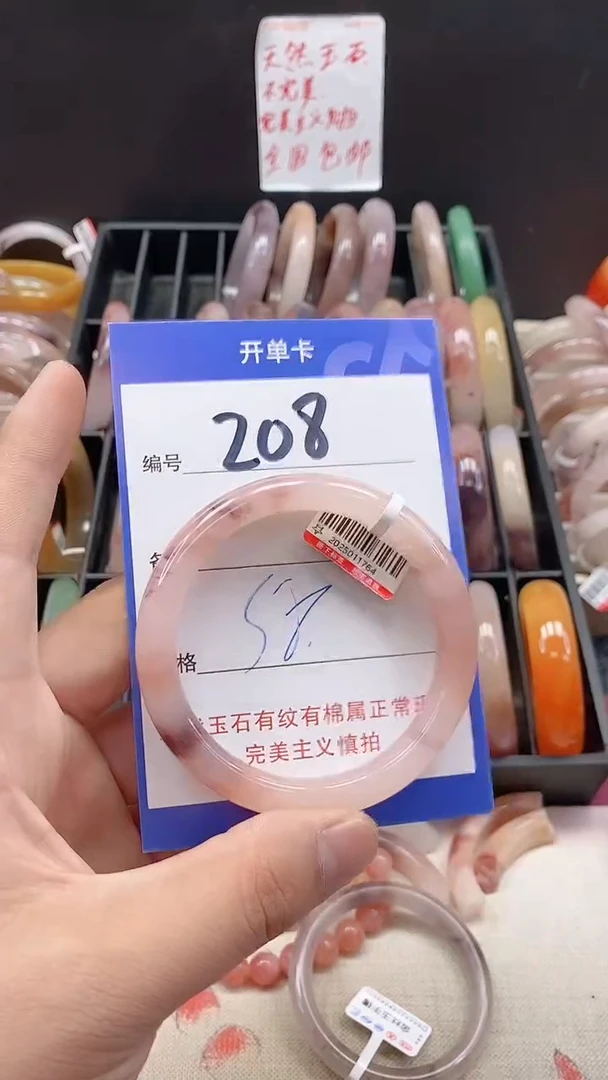 天然玉石
不完美
完美主义勿拍
全国包邮
开单卡
编号 208
格 58.
2025011764
玉石有纹有棉属正常
完美主义慎拍